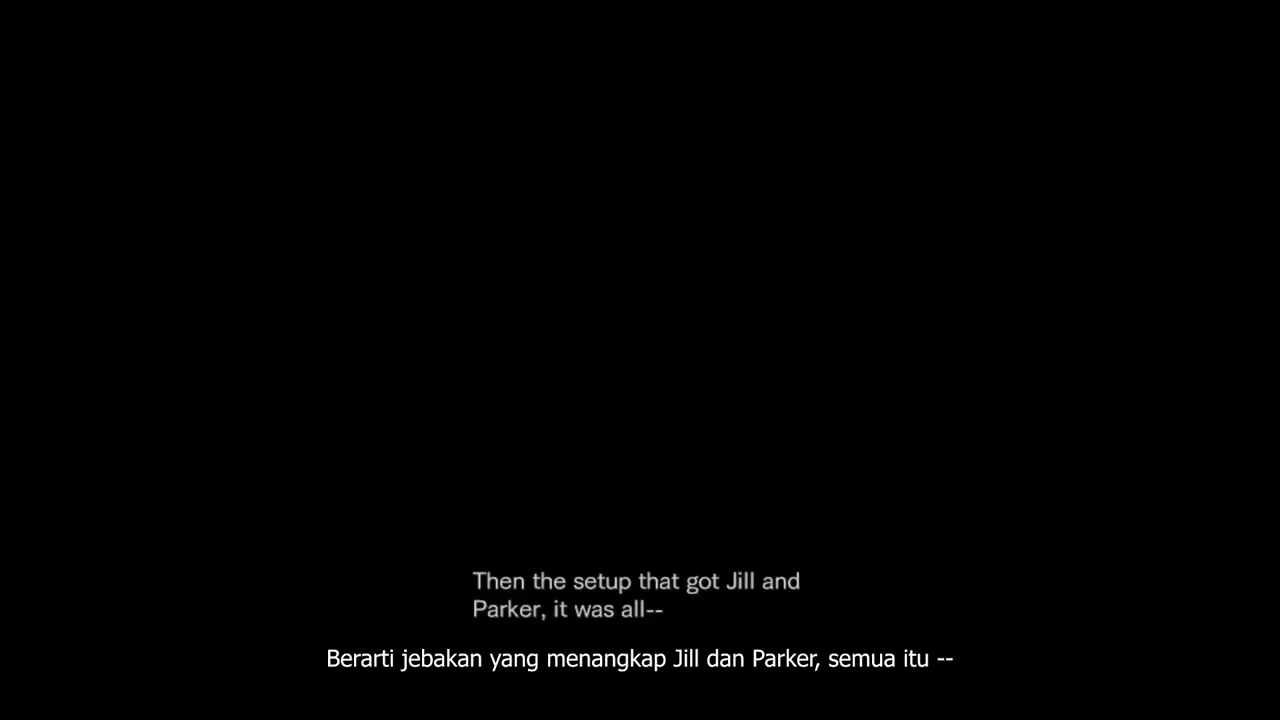 Then the setup that got Jill and
Parker, it was all--
Berarti jebakan yang menangkap Jill dan Parker, semua itu --